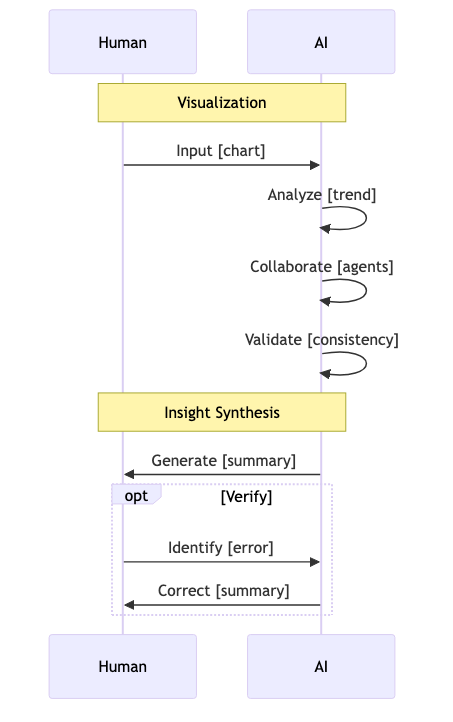 Human AI
Visualization
Input [chart]
Analyze [trend]
Collaborate [agents]
Validate [consistency]
Insight Synthesis
Generate [summary]
opt [Verify]
Identify [error]
Correct [summary]
Human AI